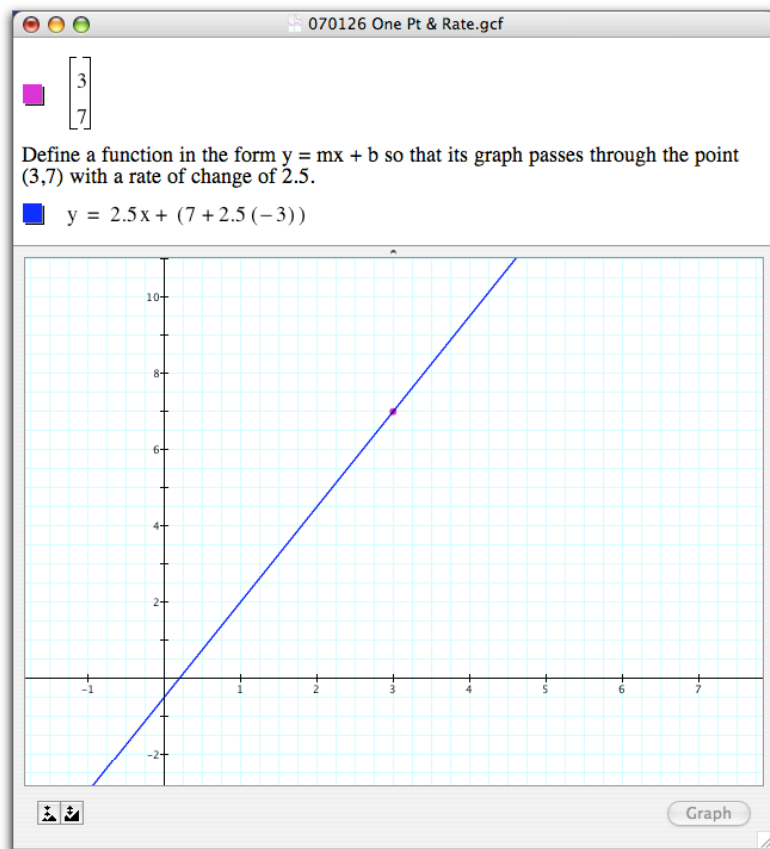 070126 One Pt & Rate.gcf
3
7
Define a function in the form y = mx + b so that its graph passes through the point
(3,7) with a rate of change of 2.5.
y = 2.5x + (7 + 2.5(−3))
10
8
6
4
2
-1 1 2 3 4 5 6 7
-2
Graph